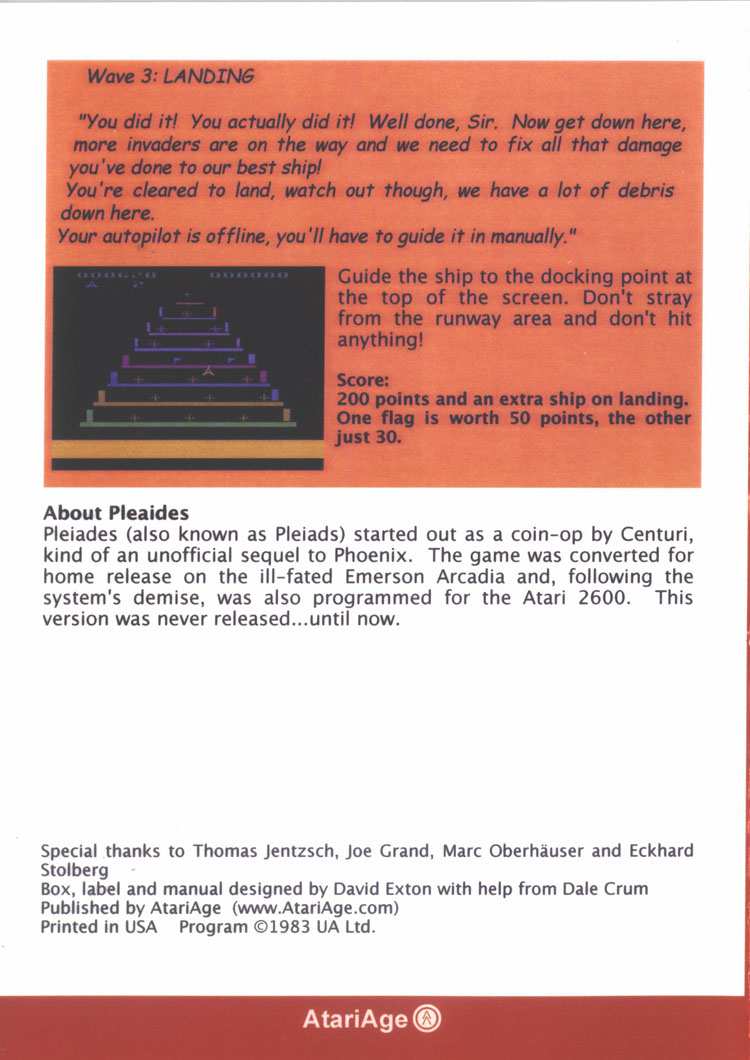 Wave 3: LANDING
"You did it! You actually did it! Well done, Sir. Now get down here,
more invaders are on the way and we need to fix all that damage
you've done to our best ship!
You're cleared to land, watch out though, we have a lot of debris
down here.
Your autopilot is offline, you'll have to guide it in manually."
Guide the ship to the docking point at
the top of the screen. Don't stray
from the runway area and don't hit
anything!
Score:
200 points and an extra ship on landing.
One flag is worth 50 points, the other
just 30.
About Pleaides
Pleiades (also known as Pleiads) started out as a coin-op by Centuri,
kind of an unofficial sequel to Phoenix. The game was converted for
home release on the ill-fated Emerson Arcadia and, following the
system's demise, was also programmed for the Atari 2600. This
version was never released...until now.
Special thanks to Thomas Jentzsch, Joe Grand, Marc Oberhäuser and Eckhard
Stolberg
Box, label and manual designed by David Exton with help from Dale Crum
Published by AtariAge (www.AtariAge.com)
Printed in USA Program ©1983 UA Ltd.
AtariAge